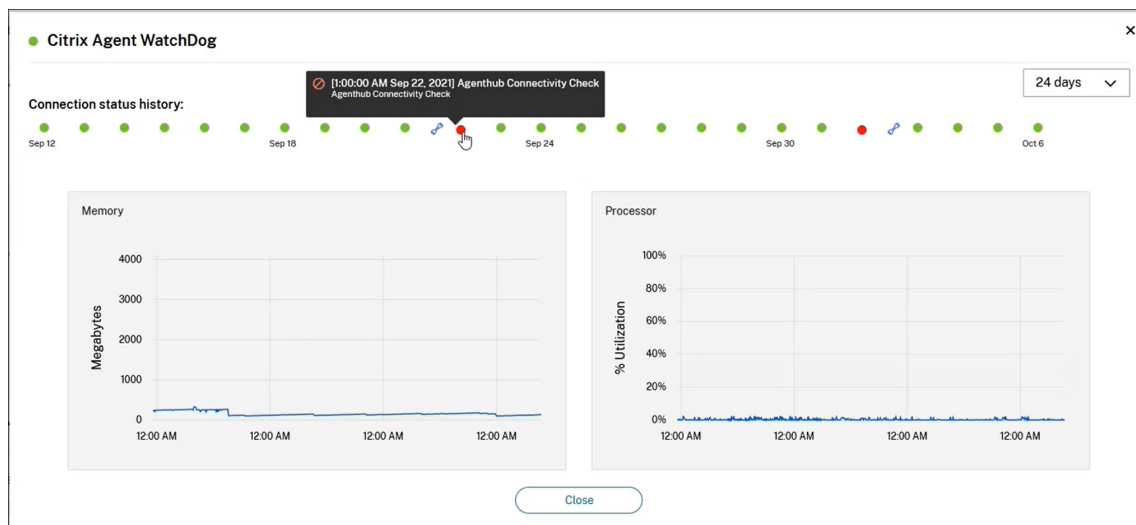 Citrix Agent WatchDog
[1:00:00 AM Sep 22, 2021] Agenthub Connectivity Check
Agenthub Connectivity Check
24 days
Connection status history:
Sep 12
Sep 18
Sep 24
Sep 30
Oct 6
Memory
Megabytes
4000
3000
2000
1000
0
12:00 AM
12:00 AM
12:00 AM
12:00 AM
Processor
% Utilization
100%
80%
60%
40%
20%
0%
12:00 AM
12:00 AM
12:00 AM
12:00 AM
Close